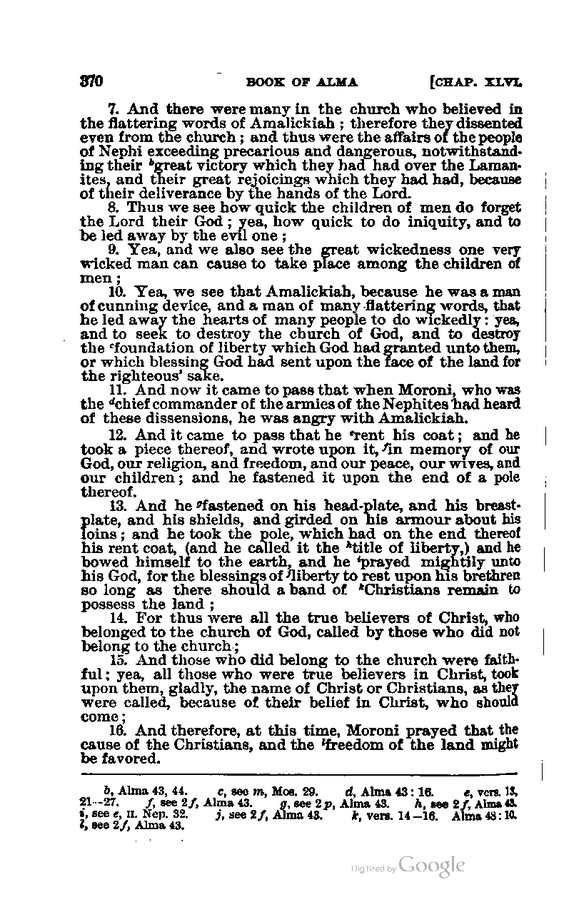 370 BOOK OF ALMA [CHAP. XLVI.
7. And there were many in the church who believed in
the flattering words of Amalickiah ; therefore they dissented
even from the church ; and thus were the affairs of the people
of Nephi exceeding precarious and dangerous, notwithstand-
ing their bgreat victory which they had had over the Laman-
ites, and their great rejoicings which they had had, because
of their deliverance by the hands of the Lord.
8. Thus we see how quick the children of men do forget
the Lord their God ; yea, how quick to do iniquity, and to
be led away by the evil one ;
9. Yea, and we also see the great wickedness one very
wicked man can cause to take place among the children of
men ;
10. Yea, we see that Amalickiah, because he was a man
of cunning device, and a man of many flattering words, that
he led away the hearts of many people to do wickedly : yea,
and to seek to destroy the church of God, and to destroy
the cfoundation of liberty which God had granted unto them,
or which blessing God had sent upon the face of the land for
the righteous' sake.
11. And now it came to pass that when Moroni, who was
the dchief commander of the armies of the Nephites had heard
of these dissensions, he was angry with Amalickiah.
12. And it came to pass that he erent his coat ; and he
took a piece thereof, and wrote upon it, fin memory of our
God, our religion, and freedom, and our peace, our wives, and
our children ; and he fastened it upon the end of a pole
thereof.
13. And he gfastened on his head-plate, and his breast-
plate, and his shields, and girded on his armour about his
loins ; and he took the pole, which had on the end thereof
his rent coat, (and he called it the htitle of liberty,) and he
bowed himself to the earth, and he iprayed mightily unto
his God, for the blessings of jliberty to rest upon his brethren
so long as there should a band of kChristians remain to
possess the land ;
14. For thus were all the true believers of Christ, who
belonged to the church of God, called by those who did not
belong to the church ;
15. And those who did belong to the church were faith-
ful : yea, all those who were true believers in Christ, took
upon them, gladly, the name of Christ or Christians, as they
were called, because of their belief in Christ, who should
come ;
16. And therefore, at this time, Moroni prayed that the
cause of the Christians, and the lfreedom of the land might
be favored.
b, Alma 43, 44. c, see m, Mos. 29. d, Alma 43 : 16. e, vers. 13,
21--27. f, see 2 f, Alma 43. g, see 2 p, Alma 43. h, see 2 f, Alma 43.
i, see e, II. Nep. 32. j, see 2 f, Alma 43. k, vers. 14-16. Alma 48 : 10.
l, see 2 f, Alma 43.
Digitized by Google